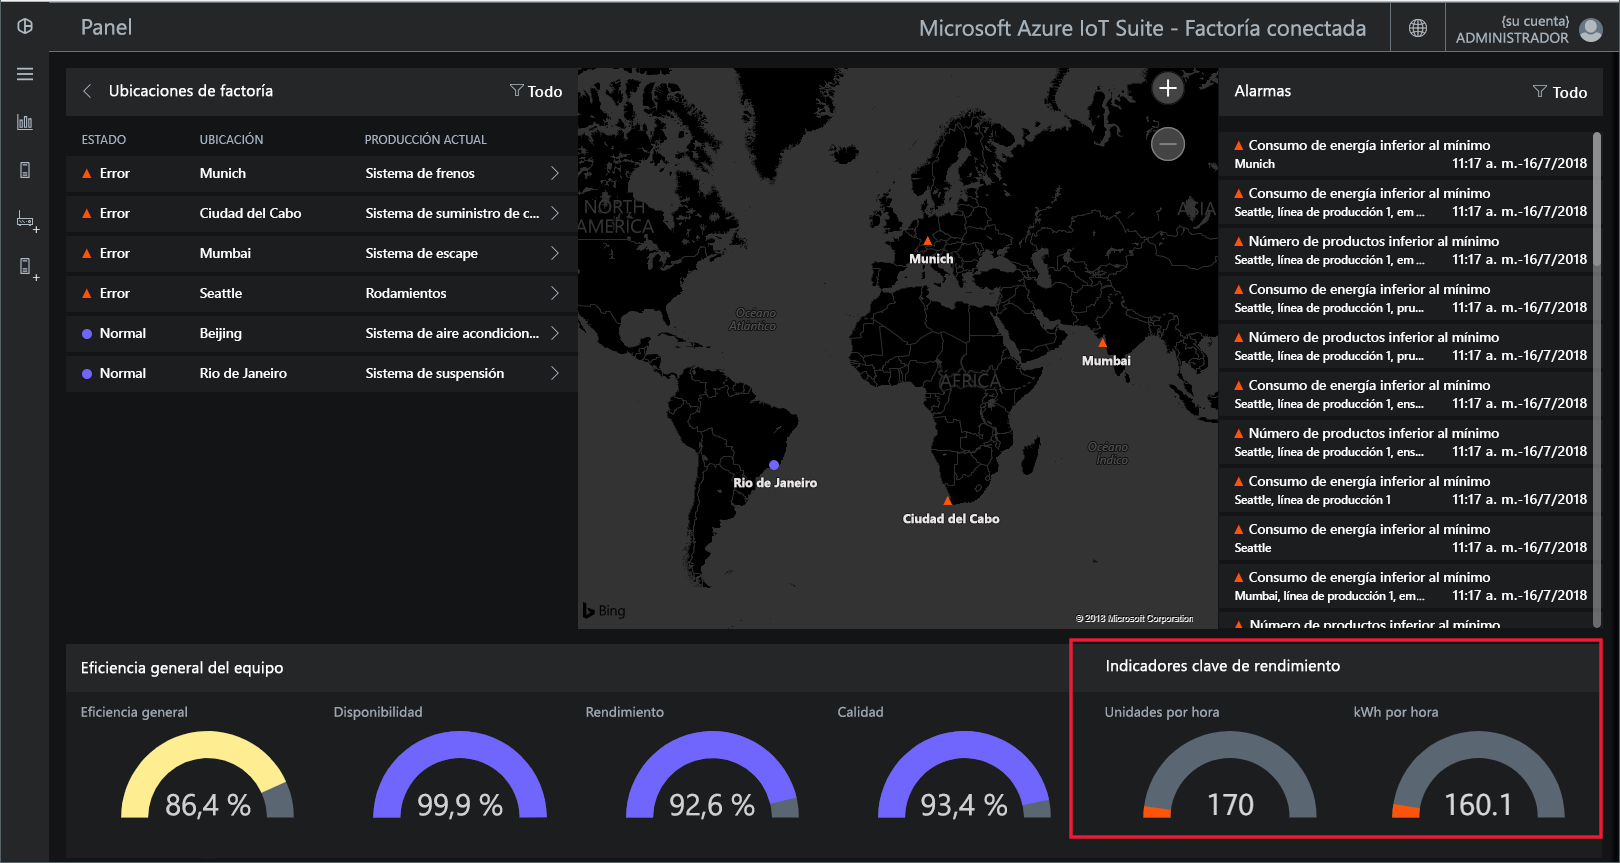 Panel
Microsoft Azure IoT Suite - Factoría conectada
{su cuenta}
ADMINISTRADOR
Ubicaciones de factoría
Todo
ESTADO UBICACIÓN PRODUCCIÓN ACTUAL
Error Munich Sistema de frenos
Error Ciudad del Cabo Sistema de suministro de c...
Error Mumbai Sistema de escape
Error Seattle Rodamientos
Normal Beijing Sistema de aire acondicion...
Normal Rio de Janeiro Sistema de suspensión
NORTH
AMERICA
ASIA
Munich
Océano
Atlántico
Mumbai
AFRICA
Océano
Índico
Rio de Janeiro
Ciudad del Cabo
Bing
© 2018 Microsoft Corporation
Alarmas
Todo
Consumo de energía inferior al mínimo
Munich 11:17 a. m.-16/7/2018
Consumo de energía inferior al mínimo
Seattle, línea de producción 1, em ... 11:17 a. m.-16/7/2018
Número de productos inferior al mínimo
Seattle, línea de producción 1, em ... 11:17 a. m.-16/7/2018
Consumo de energía inferior al mínimo
Seattle, línea de producción 1, pru... 11:17 a. m.-16/7/2018
Número de productos inferior al mínimo
Seattle, línea de producción 1, pru... 11:17 a. m.-16/7/2018
Consumo de energía inferior al mínimo
Seattle, línea de producción 1, ens... 11:17 a. m.-16/7/2018
Número de productos inferior al mínimo
Seattle, línea de producción 1, ens... 11:17 a. m.-16/7/2018
Consumo de energía inferior al mínimo
Seattle, línea de producción 1 11:17 a. m.-16/7/2018
Consumo de energía inferior al mínimo
Seattle 11:17 a. m.-16/7/2018
Consumo de energía inferior al mínimo
Mumbai, línea de producción 1, em... 11:17 a. m.-16/7/2018
Número de productos inferior al mínimo
Eficiencia general del equipo
Eficiencia general Disponibilidad Rendimiento Calidad
86,4 % 99,9 % 92,6 % 93,4 %
Indicadores clave de rendimiento
Unidades por hora kWh por hora
170 160.1